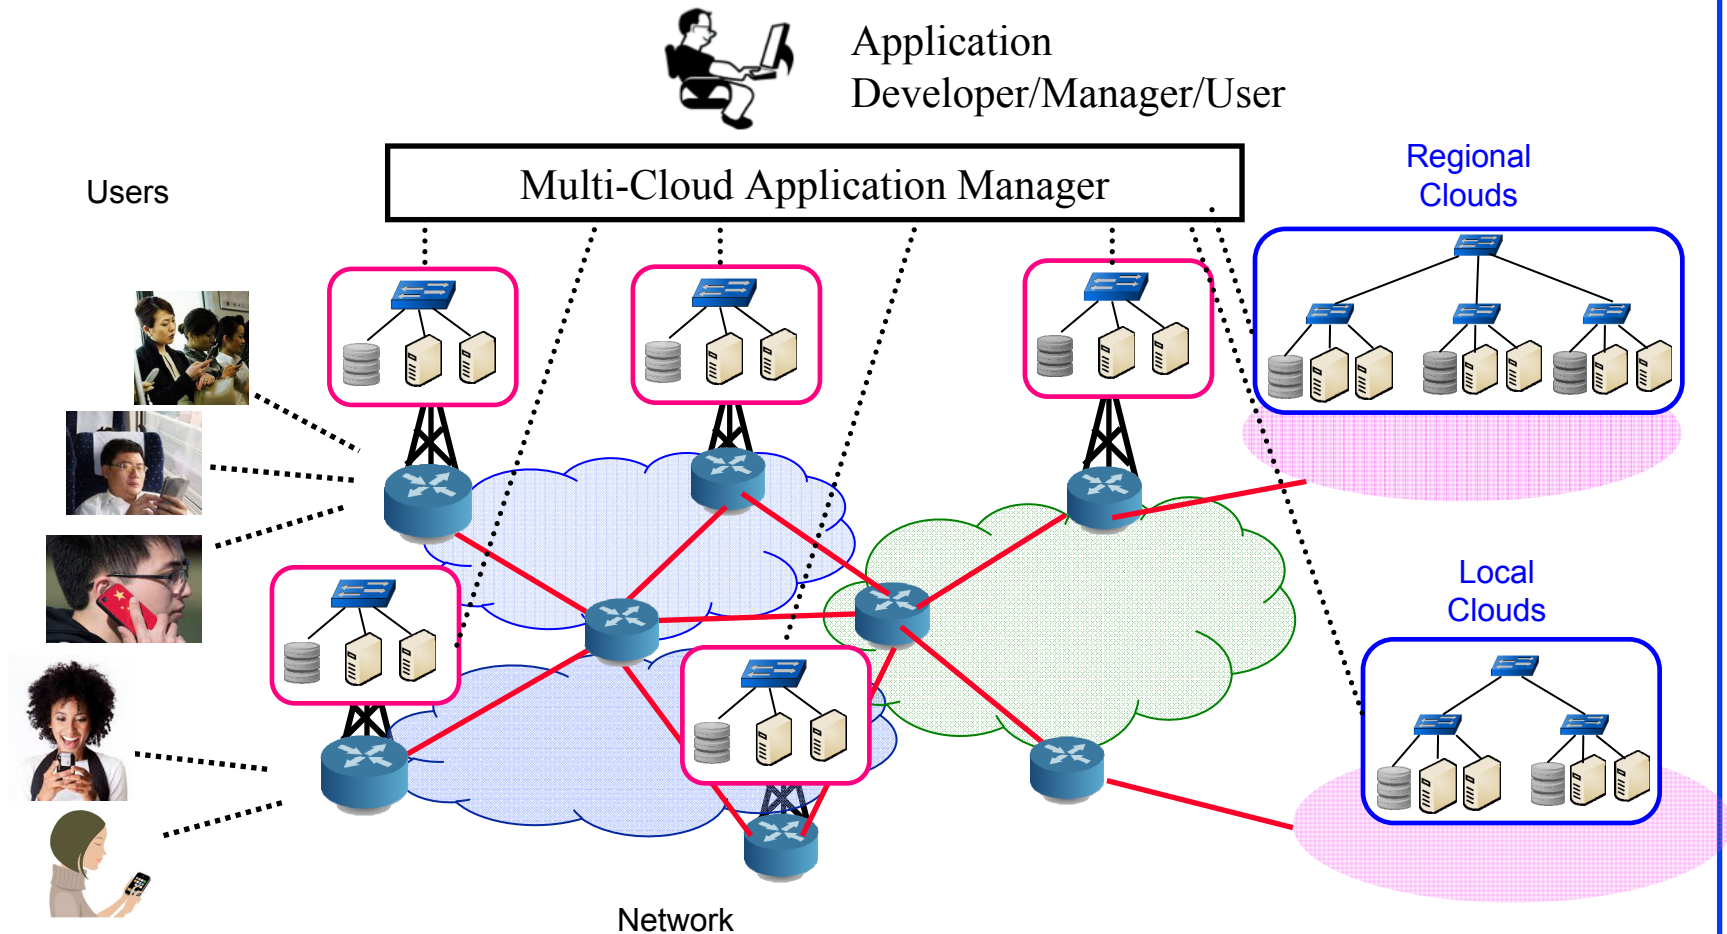 Application
Developer/Manager/User
Multi-Cloud Application Manager
Users
Regional
Clouds
Local
Clouds
Network